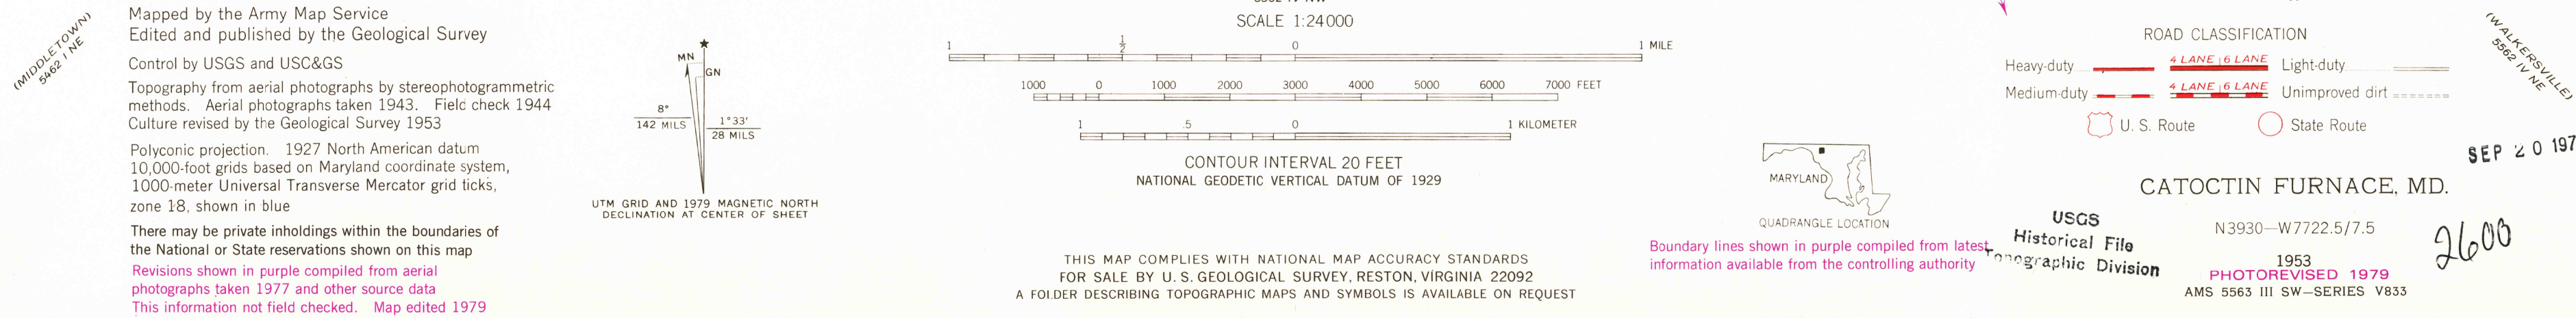 (MIDDLETOWN)
5462 I NE
Mapped by the Army Map Service
Edited and published by the Geological Survey
Control by USGS and USC&GS
Topography from aerial photographs by stereophotogrammetric
methods. Aerial photographs taken 1943. Field check 1944
Culture revised by the Geological Survey 1953
Polyconic projection. 1927 North American datum
10,000-foot grids based on Maryland coordinate system,
1000-meter Universal Transverse Mercator grid ticks,
zone 18, shown in blue
There may be private inholdings within the boundaries of
the National or State reservations shown on this map
Revisions shown in purple compiled from aerial
photographs taken 1977 and other source data
This information not field checked. Map edited 1979
MN
GN
8°
142 MILS
1°33'
28 MILS
UTM GRID AND 1979 MAGNETIC NORTH
DECLINATION AT CENTER OF SHEET
SCALE 1:24000
1 ½ 0 1 MILE
1000 0 1000 2000 3000 4000 5000 6000 7000 FEET
1 .5 0 1 KILOMETER
CONTOUR INTERVAL 20 FEET
NATIONAL GEODETIC VERTICAL DATUM OF 1929
THIS MAP COMPLIES WITH NATIONAL MAP ACCURACY STANDARDS
FOR SALE BY U. S. GEOLOGICAL SURVEY, RESTON, VIRGINIA 22092
A FOLDER DESCRIBING TOPOGRAPHIC MAPS AND SYMBOLS IS AVAILABLE ON REQUEST
MARYLAND
QUADRANGLE LOCATION
Boundary lines shown in purple compiled from latest
information available from the controlling authority
ROAD CLASSIFICATION
Heavy-duty 4 LANE 6 LANE Light-duty
Medium-duty 4 LANE 6 LANE Unimproved dirt
U. S. Route State Route
(WALKERSVILLE)
5562 IV NE
SEP 20 197
CATOCTIN FURNACE, MD.
N3930—W7722.5/7.5
1953
PHOTOREVISED 1979
AMS 5563 III SW—SERIES V833
USGS
Historical File
Topographic Division
2600